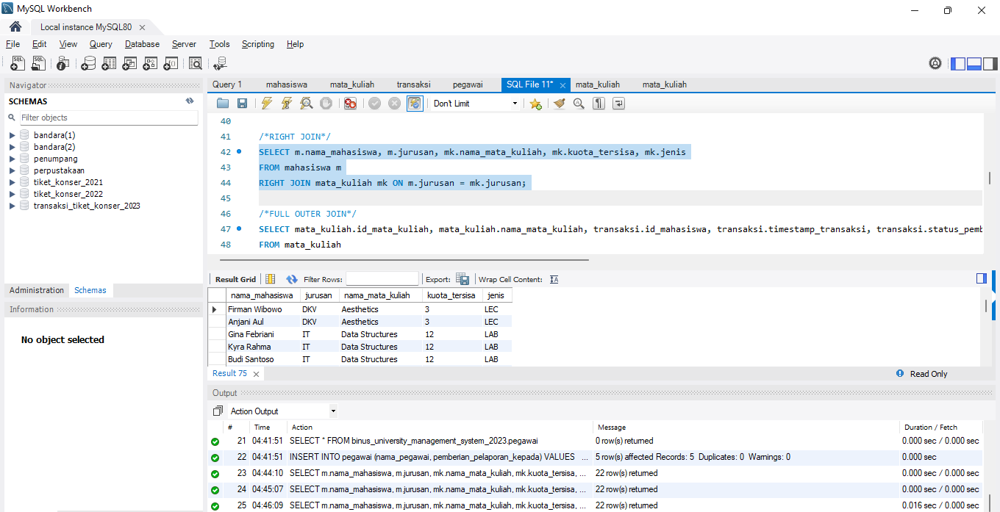 MySQL Workbench
Local instance MySQL80
File Edit View Query Database Server Tools Scripting Help
Navigator
SCHEMAS
Filter objects
bandara(1)
bandara(2)
penumpang
perpustakaan
tiket_konser_2021
tiket_konser_2022
transaksi_tiket_konser_2023
Administration Schemas
Information
No object selected
Query 1 mahasiswa mata_kuliah transaksi pegawai SQL File 11* mata_kuliah mata_kuliah
Don't Limit
40
41 /*RIGHT JOIN*/
42 SELECT m.nama_mahasiswa, m.jurusan, mk.nama_mata_kuliah, mk.kuota_tersisa, mk.jenis
43 FROM mahasiswa m
44 RIGHT JOIN mata_kuliah mk ON m.jurusan = mk.jurusan;
45
46 /*FULL OUTER JOIN*/
47 SELECT mata_kuliah.id_mata_kuliah, mata_kuliah.nama_mata_kuliah, transaksi.id_mahasiswa, transaksi.timestamp_transaksi, transaksi.status_pemb
48 FROM mata_kuliah
Result Grid Filter Rows: Export: Wrap Cell Content:
nama_mahasiswa jurusan nama_mata_kuliah kuota_tersisa jenis
Firman Wibowo DKV Aesthetics 3 LEC
Anjani Aul DKV Aesthetics 3 LEC
Gina Febriani IT Data Structures 12 LAB
Kyra Rahma IT Data Structures 12 LAB
Budi Santoso IT Data Structures 12 LAB
Result 75 Read Only
Output
Action Output
# Time Action Message Duration / Fetch
21 04:41:51 SELECT * FROM binus_university_management_system_2023.pegawai 0 row(s) returned 0.000 sec / 0.000 sec
22 04:41:51 INSERT INTO pegawai (nama_pegawai, pemberian_pelaporan_kepada) VALUES ... 5 row(s) affected Records: 5 Duplicates: 0 Warnings: 0 0.000 sec
23 04:44:10 SELECT m.nama_mahasiswa, m.jurusan, mk.nama_mata_kuliah, mk.kuota_tersisa, ... 22 row(s) returned 0.000 sec / 0.000 sec
24 04:45:07 SELECT m.nama_mahasiswa, m.jurusan, mk.nama_mata_kuliah, mk.kuota_tersisa, ... 22 row(s) returned 0.000 sec / 0.000 sec
25 04:46:09 SELECT m.nama_mahasiswa, m.jurusan, mk.nama_mata_kuliah, mk.kuota_tersisa, ... 22 row(s) returned 0.016 sec / 0.000 sec